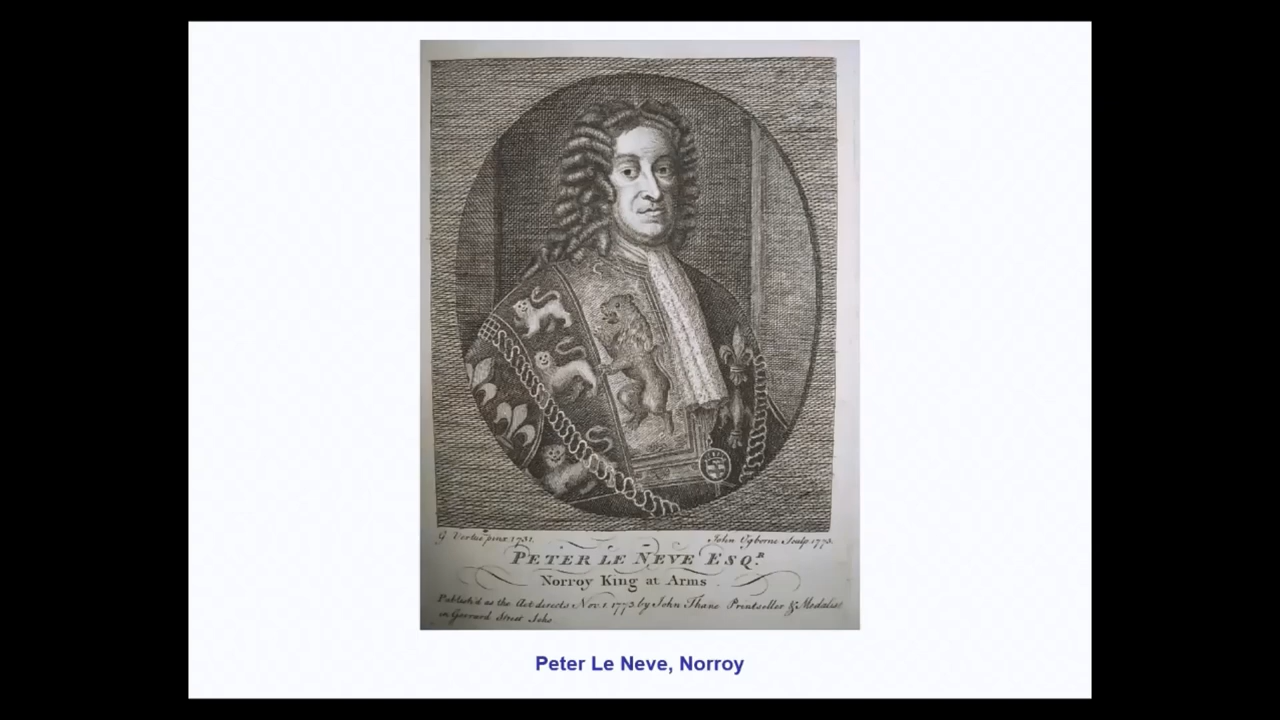 G. Vertue pinx. 1731.
John Ogborne Sculp. 1773.
PETER LE NEVE ESQ.R
Norroy King at Arms
Publish'd as the Act directs Nov. 1. 1773. by John Thane Printseller & Medalist
in Gerrard Street Soho
Peter Le Neve, Norroy